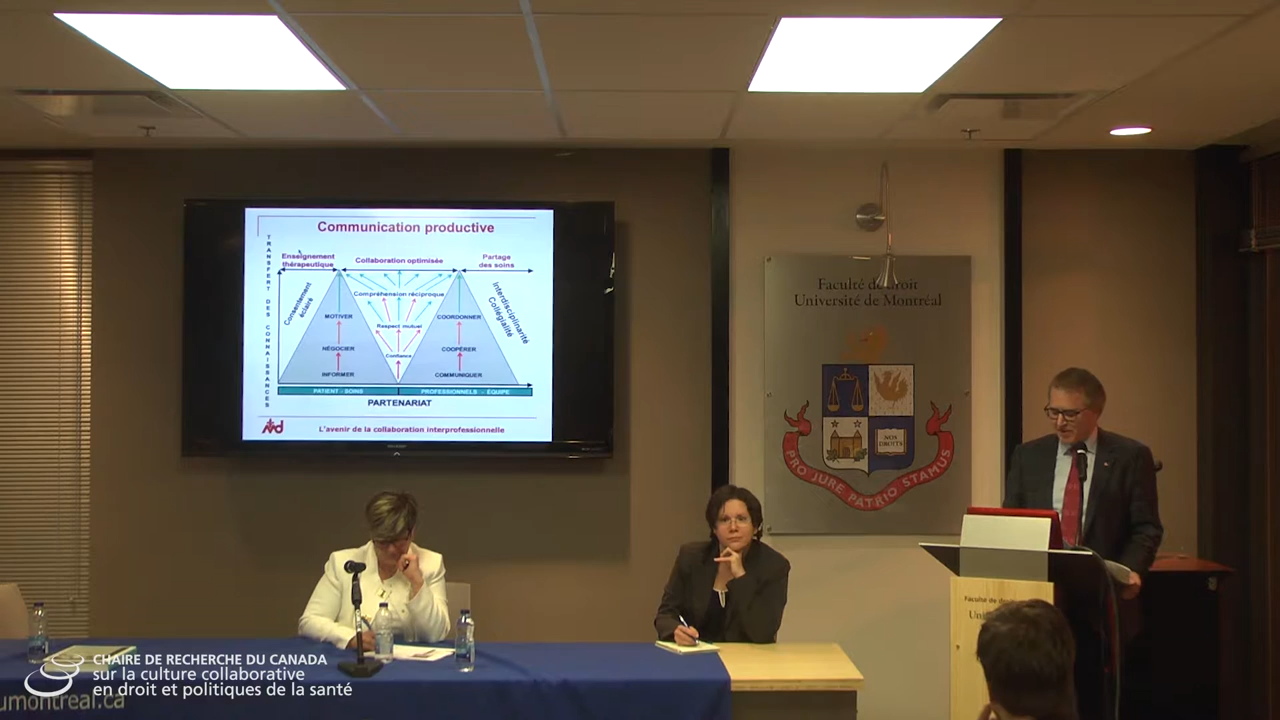 Communication productive
TRANSFERT DES CONNAISSANCES
Enseignement
thérapeutique
Collaboration optimisée
Partage
des soins
Consentement
éclairé
Compréhension réciproque
Interdisciplinarité
Collégialité
MOTIVER
Respect mutuel
COORDONNER
NÉGOCIER
Confiance
COOPÉRER
INFORMER
COMMUNIQUER
PATIENT - SOINS
PROFESSIONNELS - ÉQUIPE
PARTENARIAT
L'avenir de la collaboration interprofessionnelle
Faculté de Droit
Université de Montréal
NOS
DROITS
PRO JURE PATRIO STAMUS
Faculté du
CHAIRE DE RECHERCHE DU CANADA
sur la culture collaborative
en droit et politiques de la santé
umontreal.ca